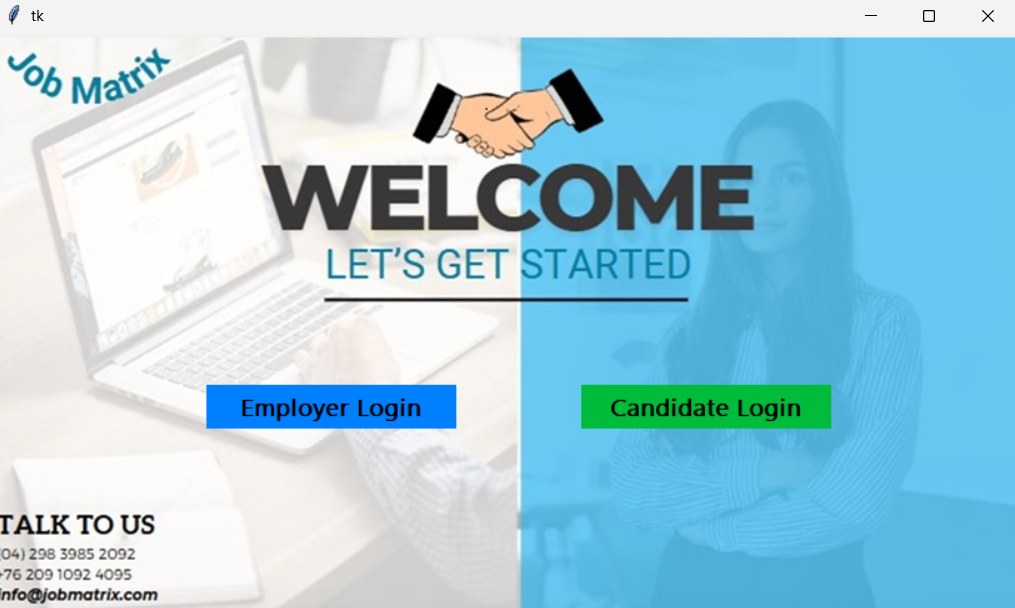 tk
Job Matrix
WELCOME
LET'S GET STARTED
Employer Login
Candidate Login
TALK TO US
(04) 298 3985 2092
+76 209 1092 4095
info@jobmatrix.com